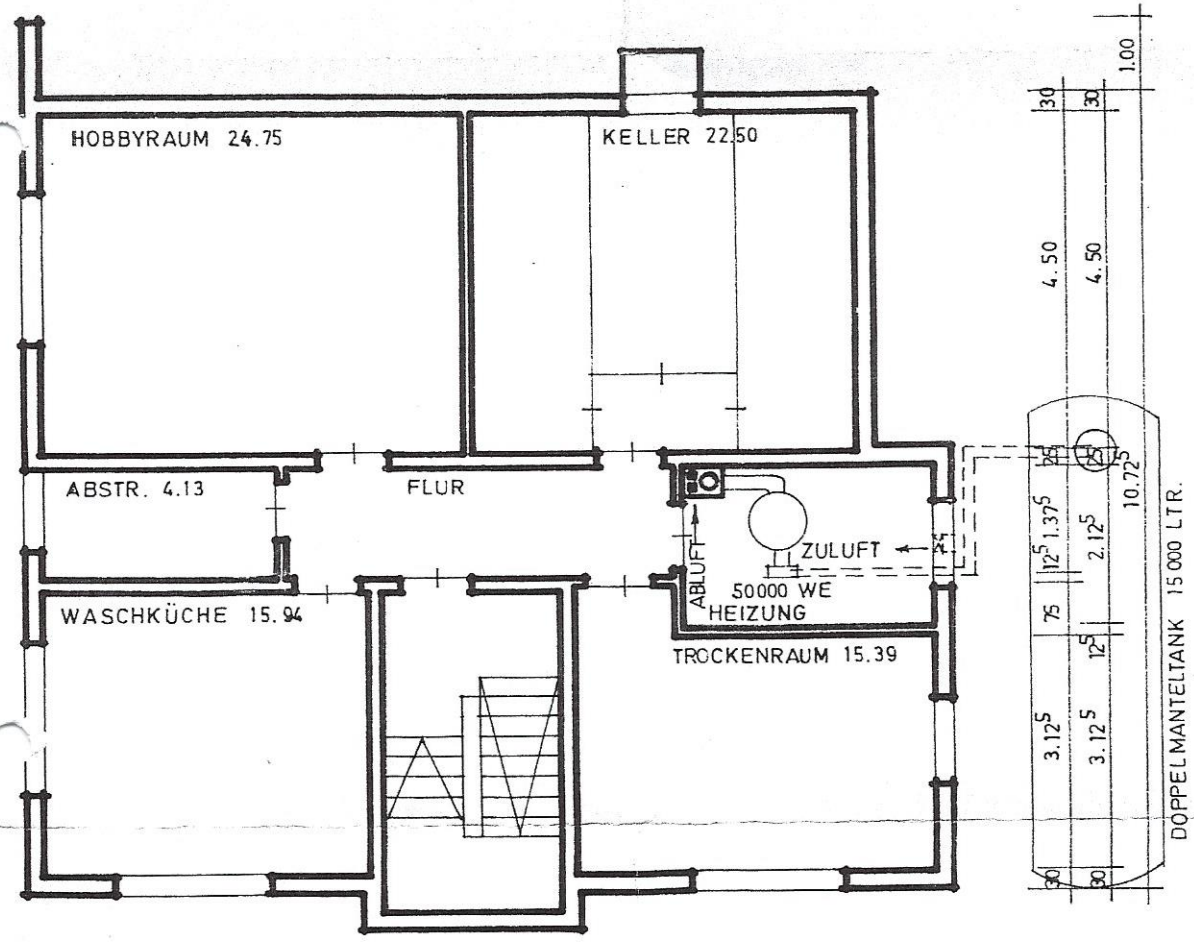 HOBBYRAUM 24.75
KELLER 22.50
ABSTR. 4.13
FLUR
ABLUFT
ZULUFT
50000 WE
HEIZUNG
WASCHKÜCHE 15.94
TROCKENRAUM 15.39
1.00
30
30
4.50
4.50
25
25
10.72⁵
1.37⁵
2.12⁵
12⁵
75
12⁵
3.12⁵
3.12⁵
30
30
DOPPELMANTELTANK 15000 LTR.